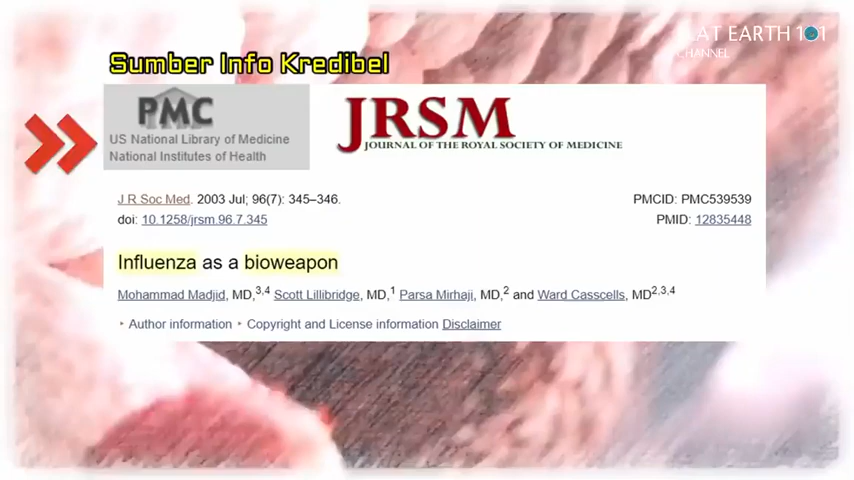 FLAT EARTH 101
CHANNEL
Sumber Info Kredibel
PMC
US National Library of Medicine
National Institutes of Health
JRSM
JOURNAL OF THE ROYAL SOCIETY OF MEDICINE
J R Soc Med. 2003 Jul; 96(7): 345–346.
PMCID: PMC539539
doi: 10.1258/jrsm.96.7.345
PMID: 12835448
Influenza as a bioweapon
Mohammad Madjid, MD,3,4 Scott Lillibridge, MD,1 Parsa Mirhaji, MD,2 and Ward Casscells, MD2,3,4
Author information Copyright and License information Disclaimer